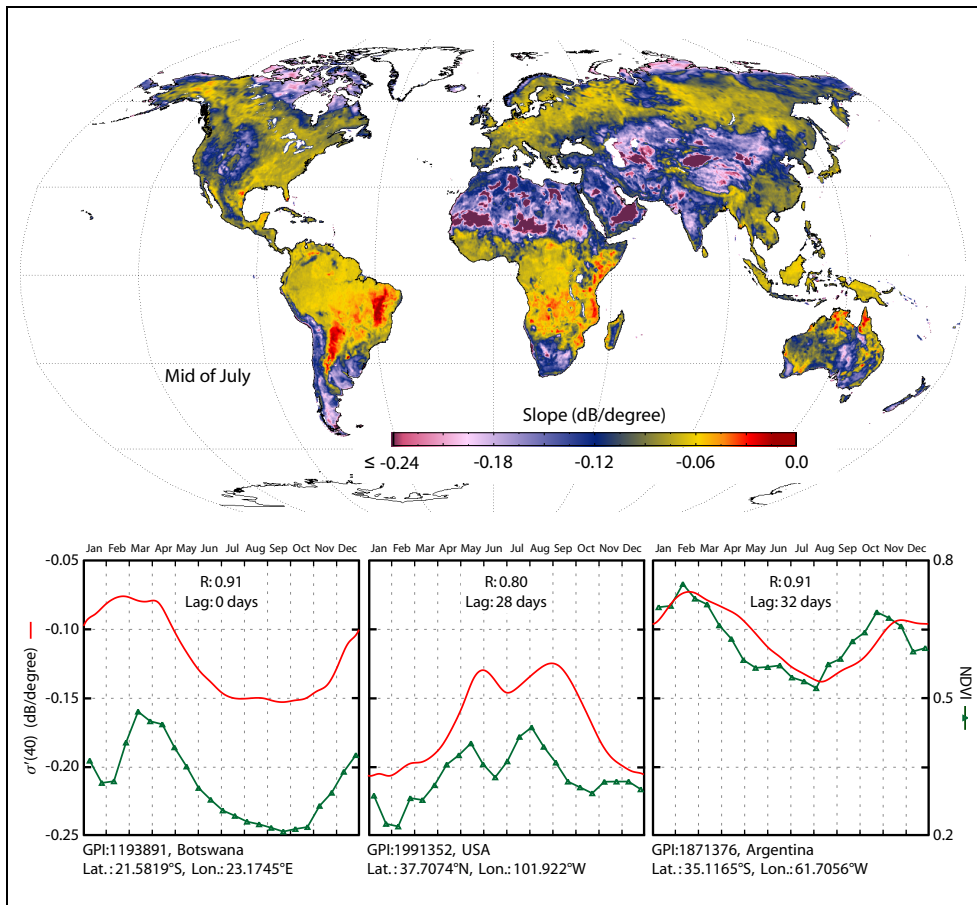 Mid of July
Slope (dB/degree)
≤ -0.24 -0.18 -0.12 -0.06 0.0
Jan Feb Mar Apr May Jun Jul Aug Sep Oct Nov Dec
Jan Feb Mar Apr May Jun Jul Aug Sep Oct Nov Dec
Jan Feb Mar Apr May Jun Jul Aug Sep Oct Nov Dec
-0.05
-0.10
-0.15
-0.20
-0.25
σ'(40) (dB/degree)
R: 0.91
Lag: 0 days
R: 0.80
Lag: 28 days
R: 0.91
Lag: 32 days
0.8
0.5
0.2
NDVI
GPI:1193891, Botswana
Lat.: 21.5819°S, Lon.: 23.1745°E
GPI:1991352, USA
Lat.: 37.7074°N, Lon.: 101.922°W
GPI:1871376, Argentina
Lat.: 35.1165°S, Lon.: 61.7056°W